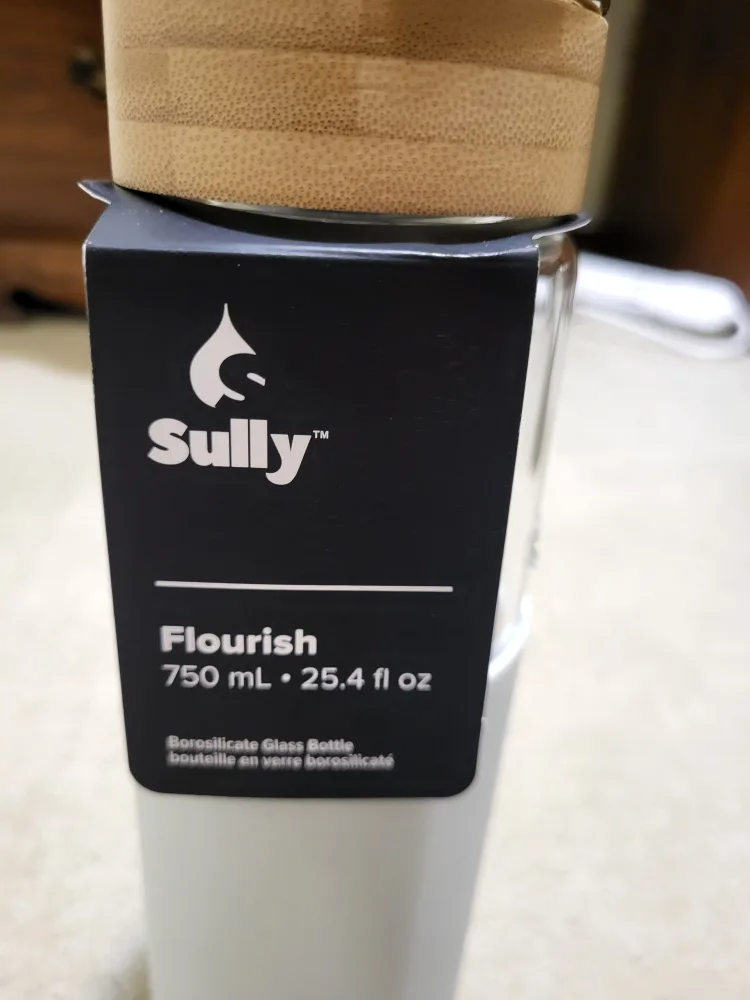 Sully™
Flourish
750 mL • 25.4 fl oz
Borosilicate Glass Bottle
bouteille en verre borosilicaté